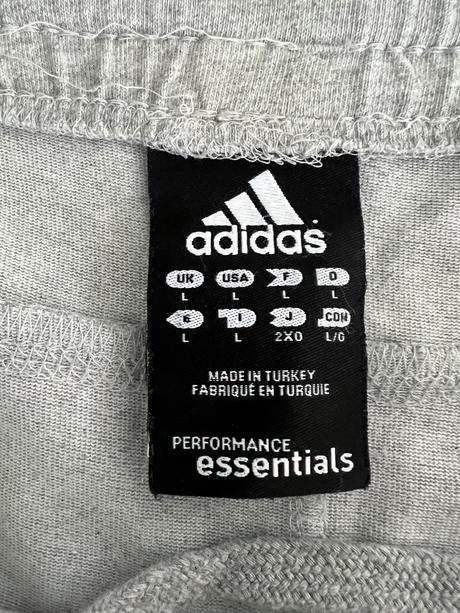 adidas
UK USA F D
L L L L
E I J CDN
L L 2XO L/G
MADE IN TURKEY
FABRIQUÉ EN TURQUIE
PERFORMANCE
essentials